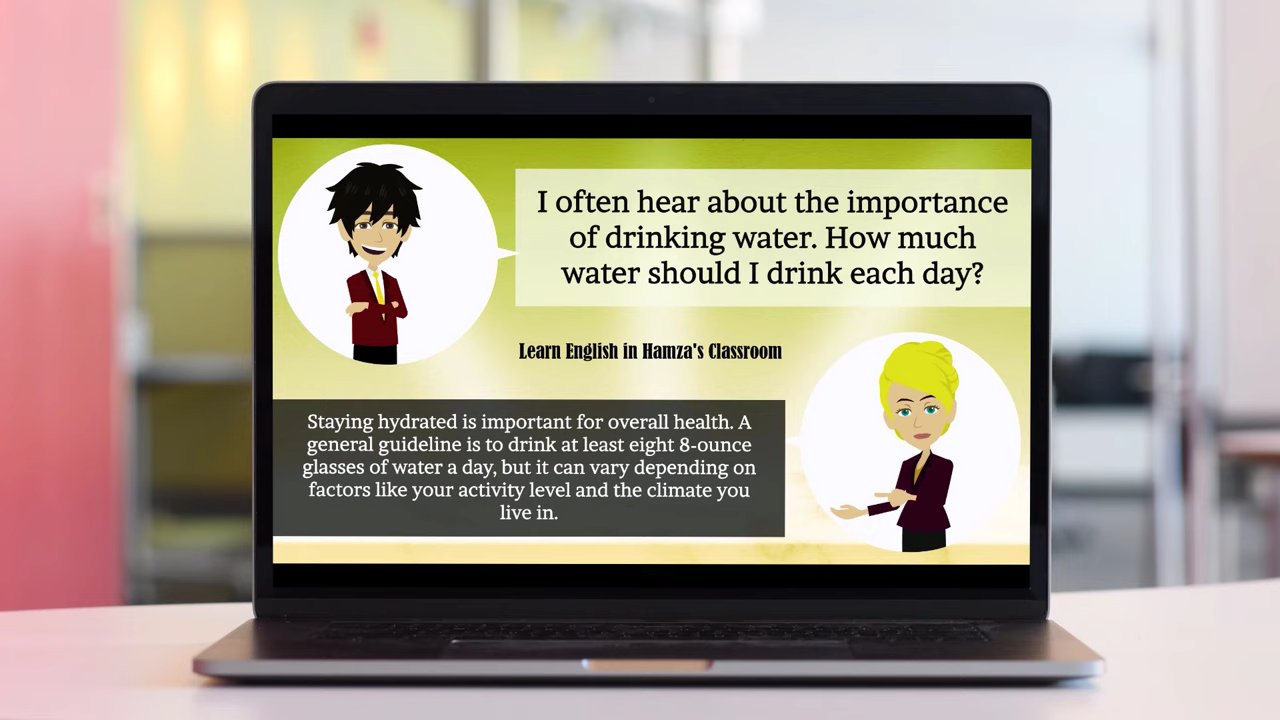 I often hear about the importance
of drinking water. How much
water should I drink each day?
Learn English in Hamza's Classroom
Staying hydrated is important for overall health. A
general guideline is to drink at least eight 8-ounce
glasses of water a day, but it can vary depending on
factors like your activity level and the climate you
live in.